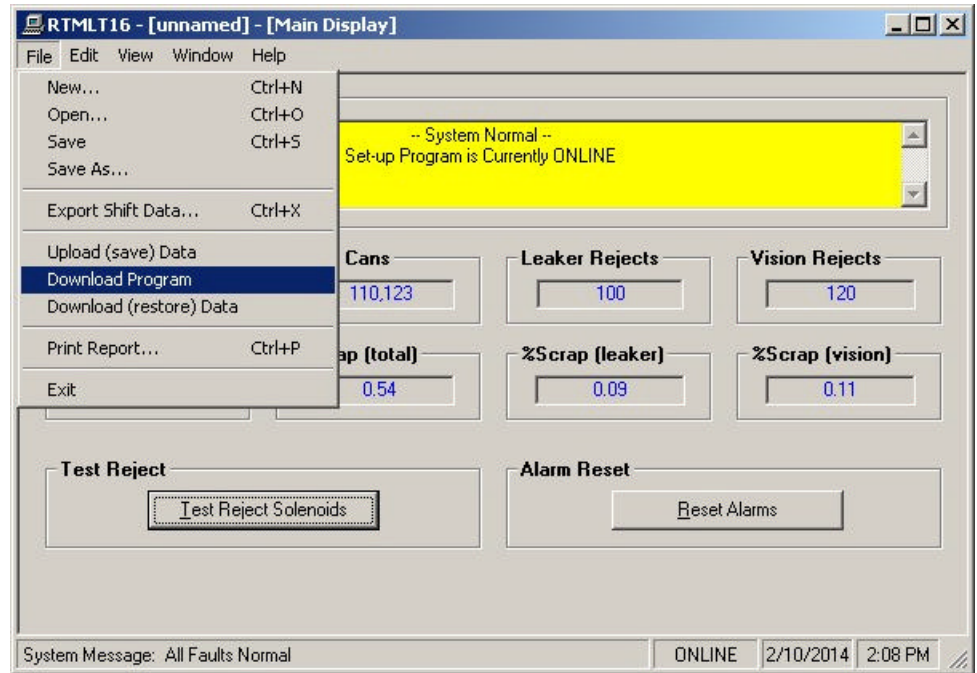 RTMLT16 - [unnamed] - [Main Display]
File Edit View Window Help
New... Ctrl+N
Open... Ctrl+O
Save Ctrl+S
Save As...
Export Shift Data... Ctrl+X
Upload (save) Data
Download Program
Download (restore) Data
Print Report... Ctrl+P
Exit
-- System Normal --
Set-up Program is Currently ONLINE
Cans Leaker Rejects Vision Rejects
110,123 100 120
(total) %Scrap (leaker) %Scrap (vision)
0.54 0.09 0.11
Test Reject Alarm Reset
Test Reject Solenoids Reset Alarms
System Message: All Faults Normal ONLINE 2/10/2014 2:08 PM